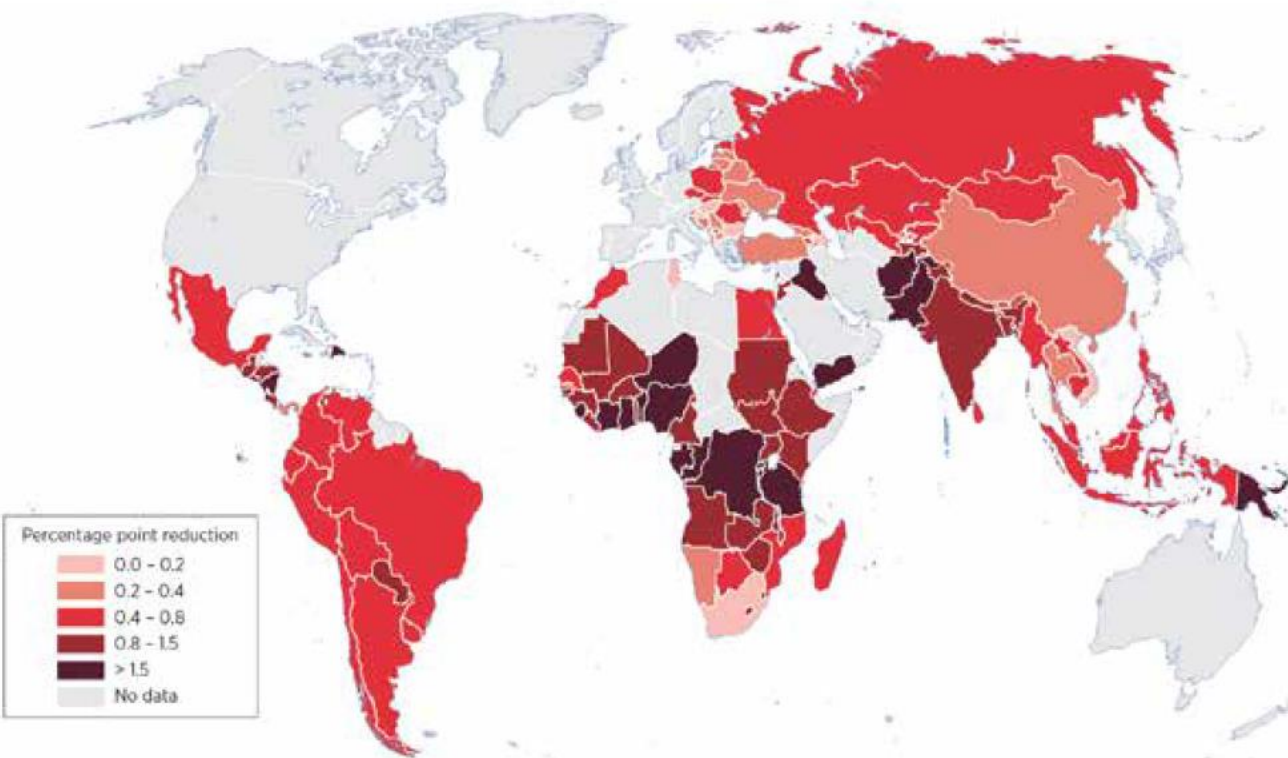 Percentage point reduction
0.0 – 0.2
0.2 – 0.4
0.4 – 0.8
0.8 – 1.5
> 1.5
No data